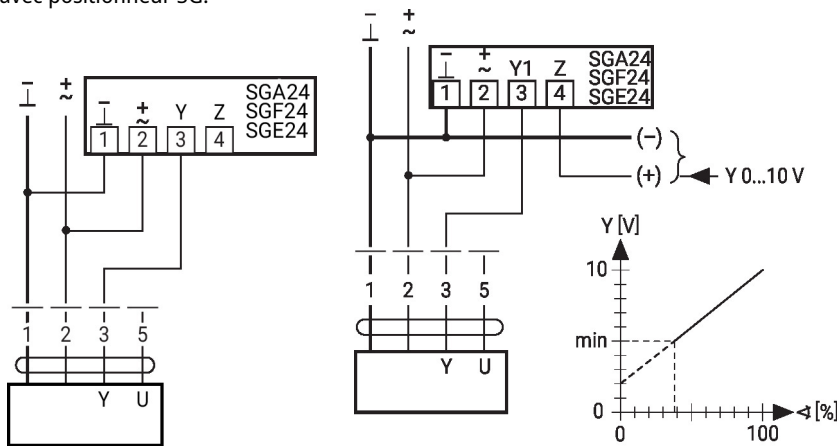 avec positionneur SG.
− +
⊥ ~
− +
⊥ ~ Y Z
1 2 3 4
SGA24
SGF24
SGE24
1 2 3 5
Y U
− +
⊥ ~
− +
⊥ ~ Y1 Z
1 2 3 4
SGA24
SGF24
SGE24
(−)
(+)
Y 0...10 V
1 2 3 5
Y U
Y [V]
10
min
0
0 100
∢ [%]